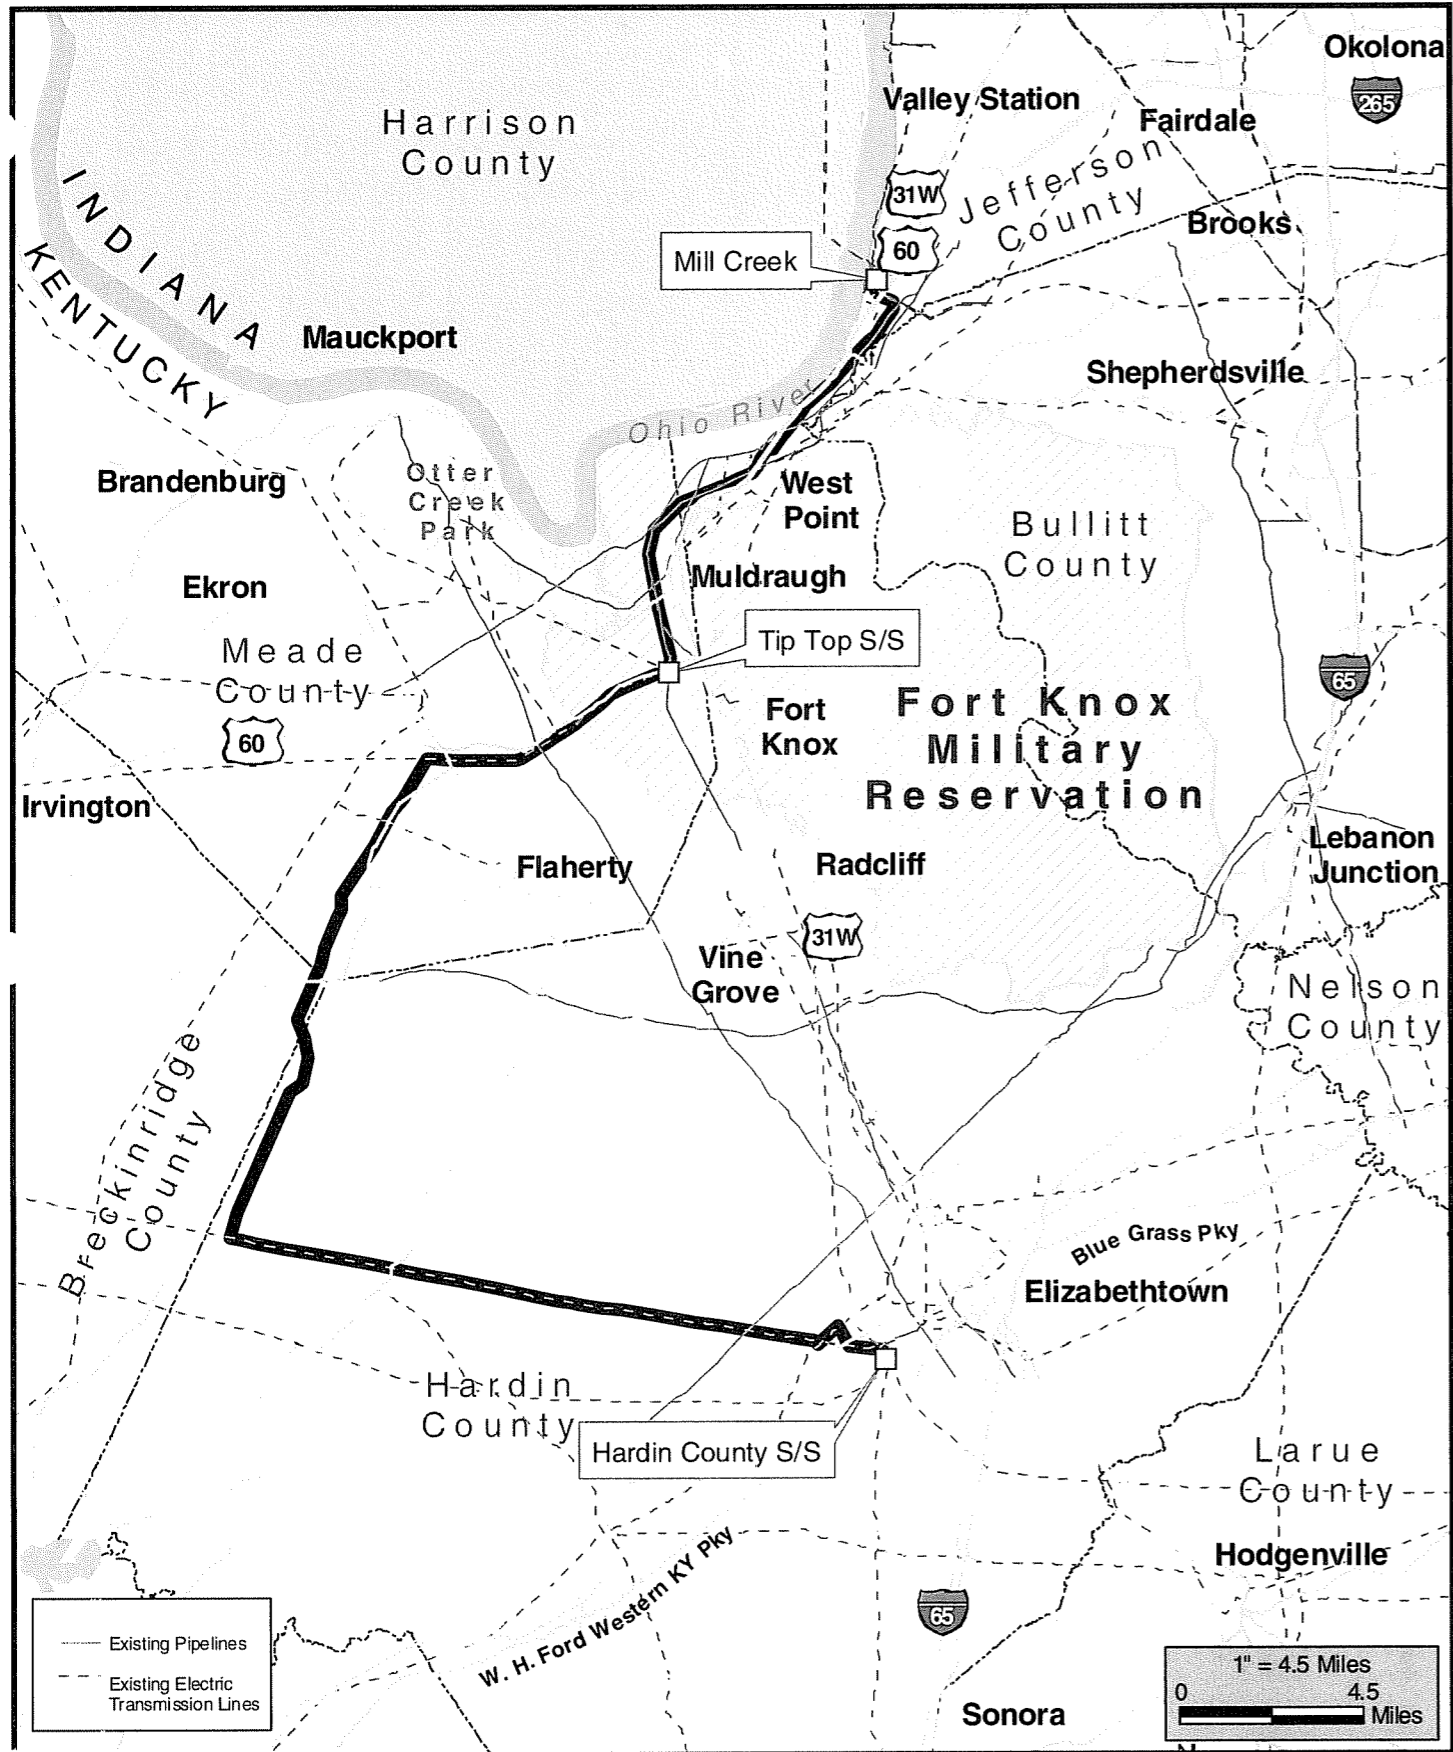 Okolona
265
Harrison
County
Valley Station
Fairdale
INDIANA
KENTUCKY
31W
Jefferson
County
60
Brooks
Mill Creek
Mauckport
Shepherdsville
Ohio River
Otter
Creek
Park
Brandenburg
West
Point
Bullitt
County
Ekron
Muldraugh
Meade
County
Tip Top S/S
65
60
Fort
Knox
Fort Knox
Military
Reservation
Irvington
Flaherty
Radcliff
Lebanon
Junction
31W
Vine
Grove
Nelson
County
Breckinridge
County
Blue Grass Pky
Elizabethtown
Hardin
County
Hardin County S/S
Larue
County
W. H. Ford Western KY Pky
Hodgenville
65
Existing Pipelines
Existing Electric
Transmission Lines
Sonora
1" = 4.5 Miles
0 4.5
Miles